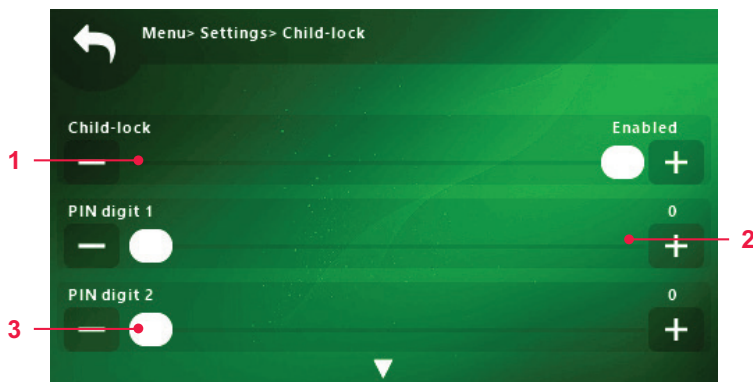 Menu> Settings> Child-lock
Child-lock
Enabled
1
PIN digit 1
0
2
PIN digit 2
0
3